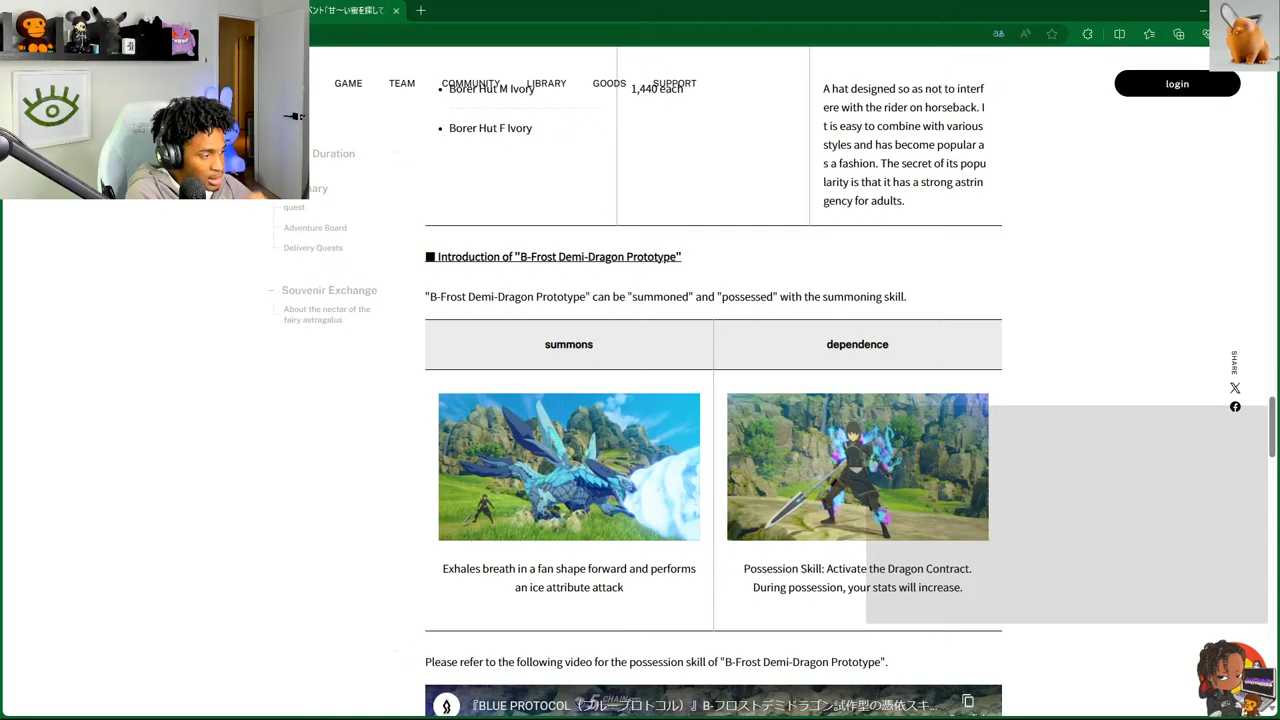 ベント「甘～い蜜を探して
GAME
TEAM
COMMUNITY
LIBRARY
GOODS
SUPPORT
login
Duration
quest
Adventure Board
Delivery Quests
Souvenir Exchange
About the nectar of the
fairy astragalus
Borer Hut M Ivory
Borer Hut F Ivory
1,440 each
A hat designed so as not to interf
ere with the rider on horseback. I
t is easy to combine with various
styles and has become popular a
s a fashion. The secret of its popu
larity is that it has a strong astrin
gency for adults.
■ Introduction of "B-Frost Demi-Dragon Prototype"
"B-Frost Demi-Dragon Prototype" can be "summoned" and "possessed" with the summoning skill.
summons
dependence
Exhales breath in a fan shape forward and performs
an ice attribute attack
Possession Skill: Activate the Dragon Contract.
During possession, your stats will increase.
SHARE
Please refer to the following video for the possession skill of "B-Frost Demi-Dragon Prototype".
『BLUE PROTOCOL（ブループロトコル）』B-フロストデミドラゴン試作型の憑依スキ...